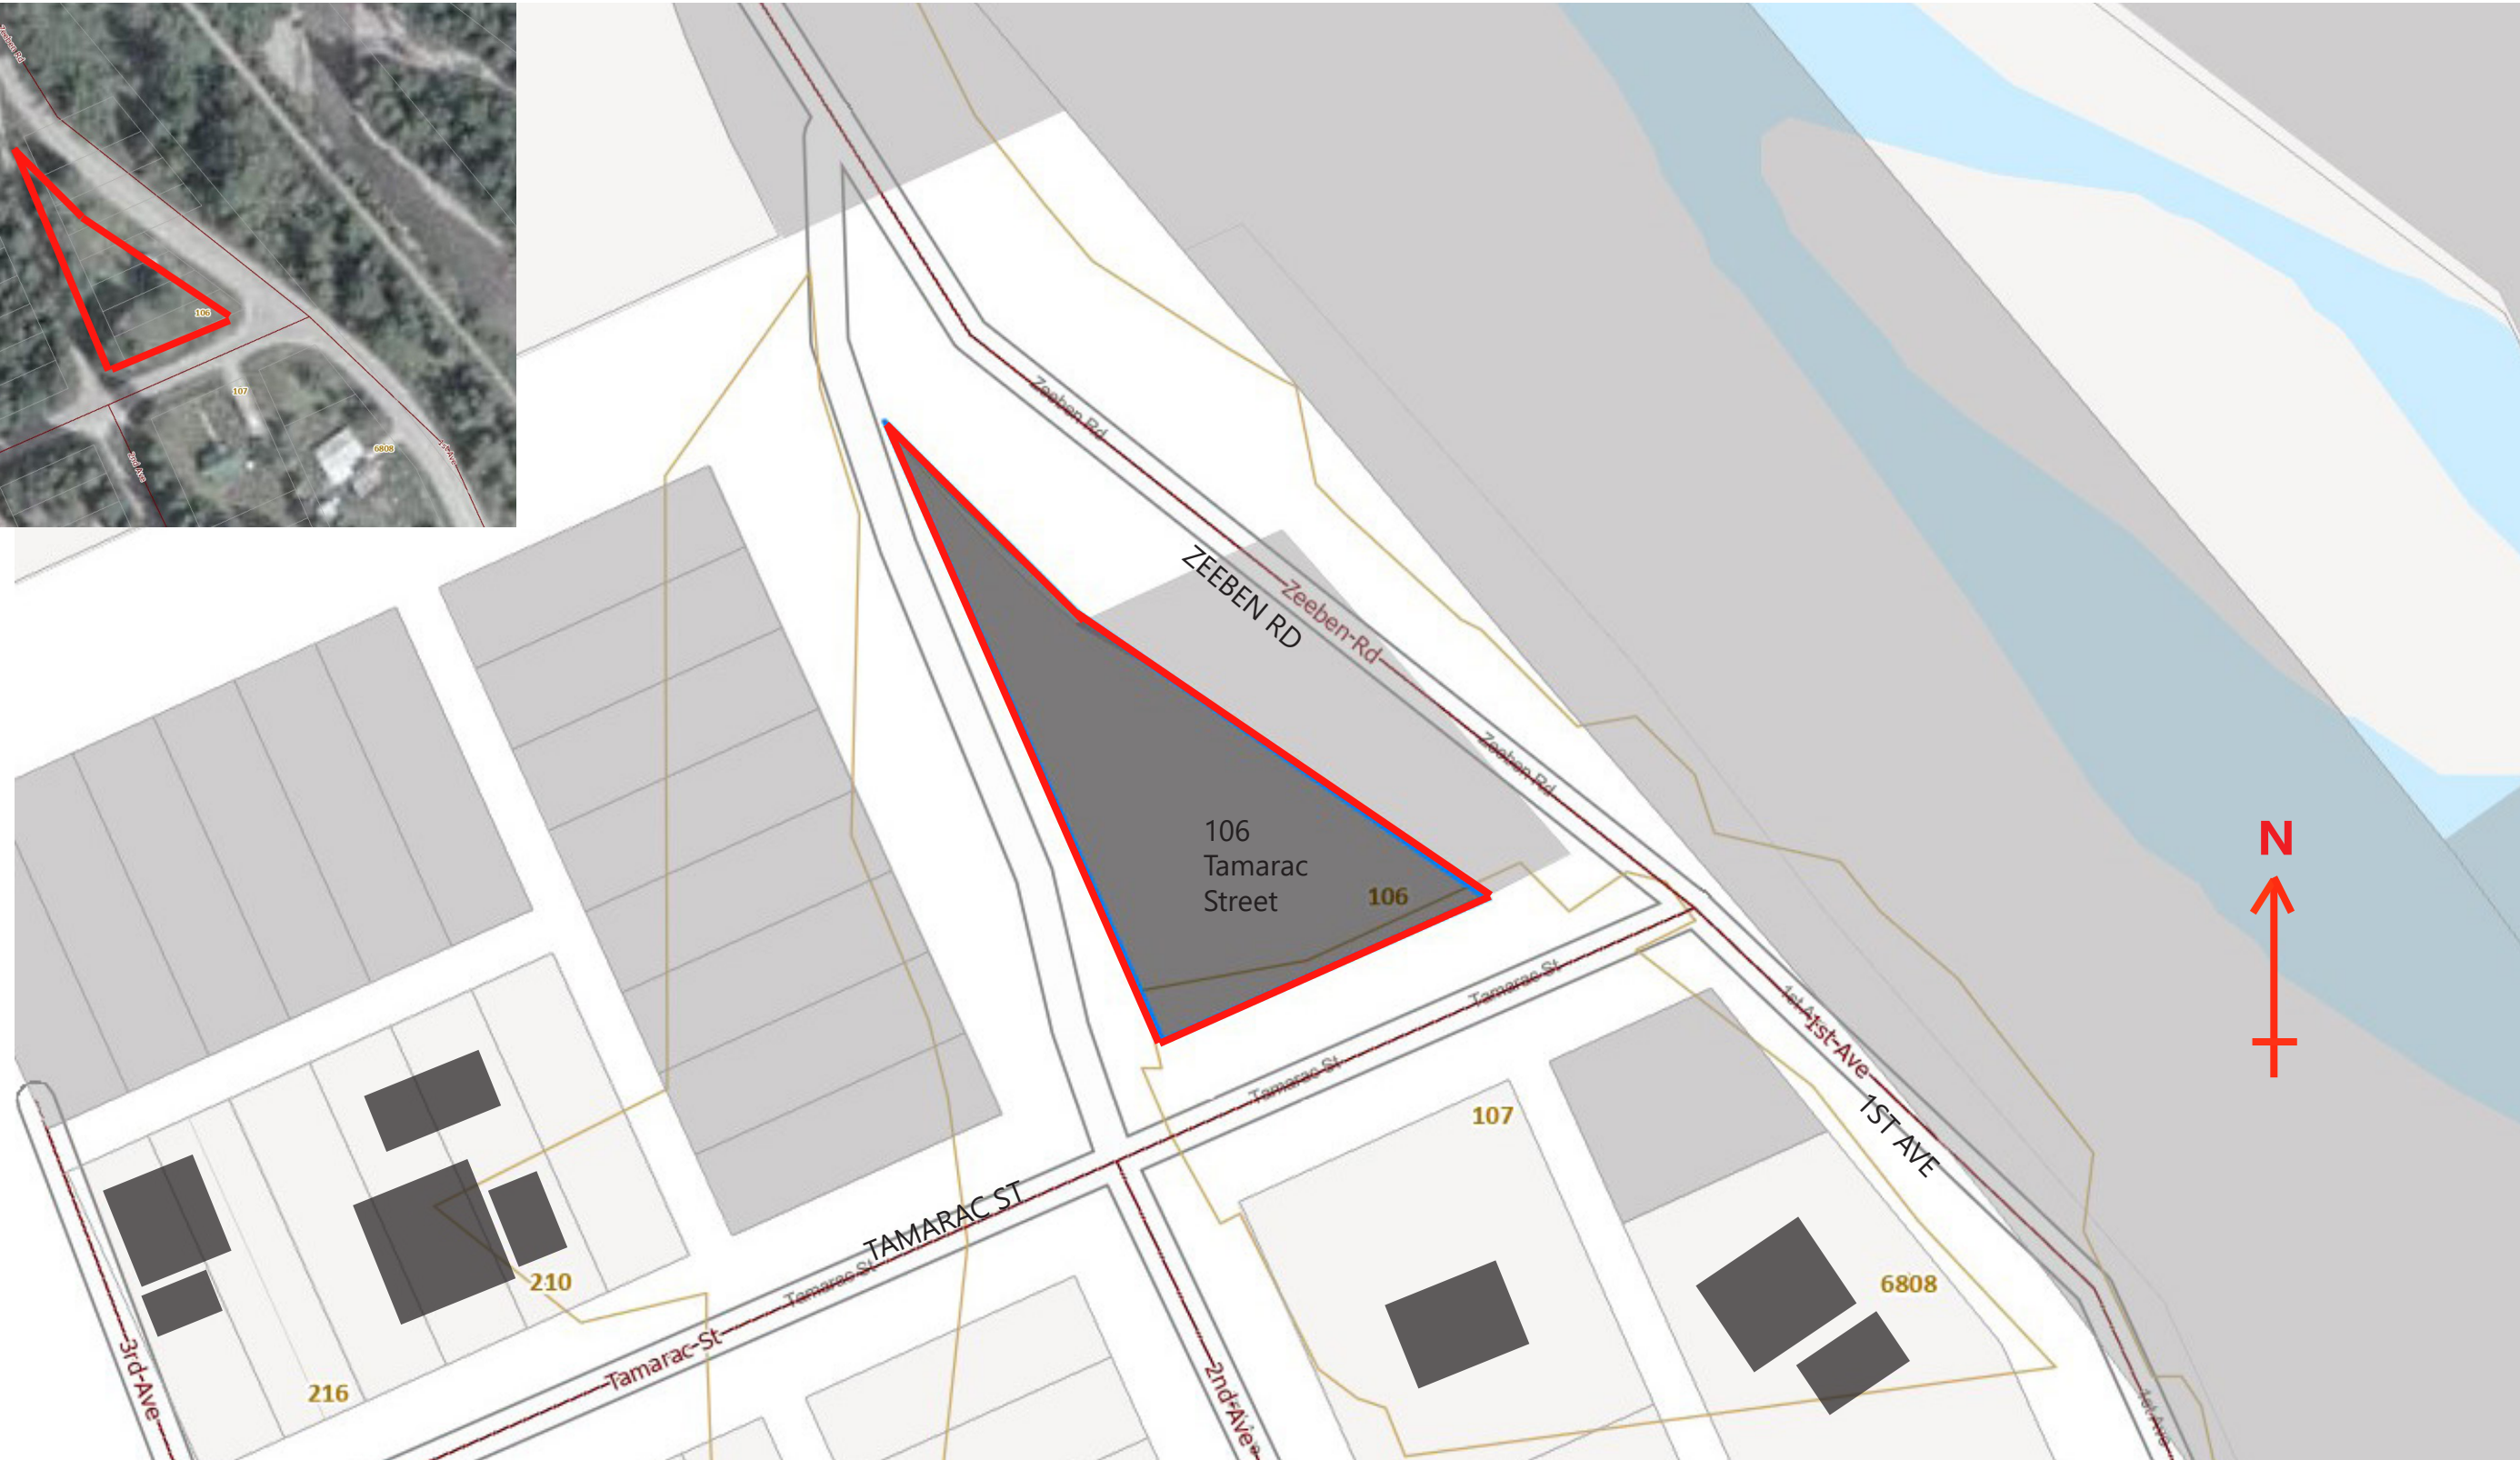 Zeeben Rd
106
107
6808
2nd Ave
1st Ave
Zeeben Rd
ZEEBEN RD
Zeeben Rd
Zeeben Rd
106
Tamarac
Street
106
N
Tamarac St
1st Ave
1st Ave
Tamarac St
1ST AVE
107
TAMARAC ST
Tamarac St
210
6808
Tamarac St
3rd Ave
216
2nd Ave
1st Ave